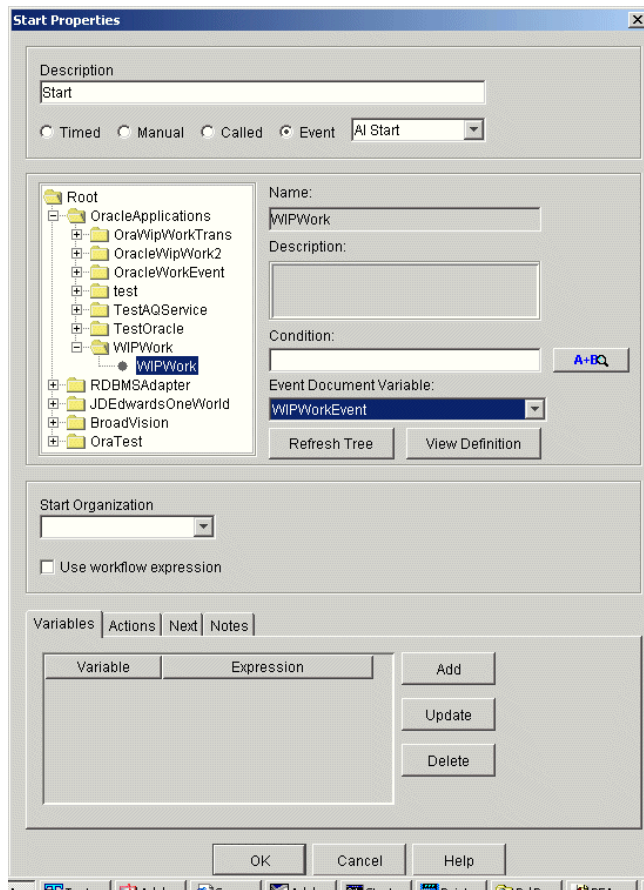 Start Properties
Description
Start
Timed Manual Called Event AI Start
Root
OracleApplications
OraWipWorkTrans
OracleWipWork2
OracleWorkEvent
test
TestAQService
TestOracle
WIPWork
WIPWork
RDBMSAdapter
JDEdwardsOneWorld
BroadVision
OraTest
Name:
WIPWork
Description:
Condition:
A+B
Event Document Variable:
WIPWorkEvent
Refresh Tree View Definition
Start Organization
Use workflow expression
Variables Actions Next Notes
Variable Expression
Add
Update
Delete
OK Cancel Help